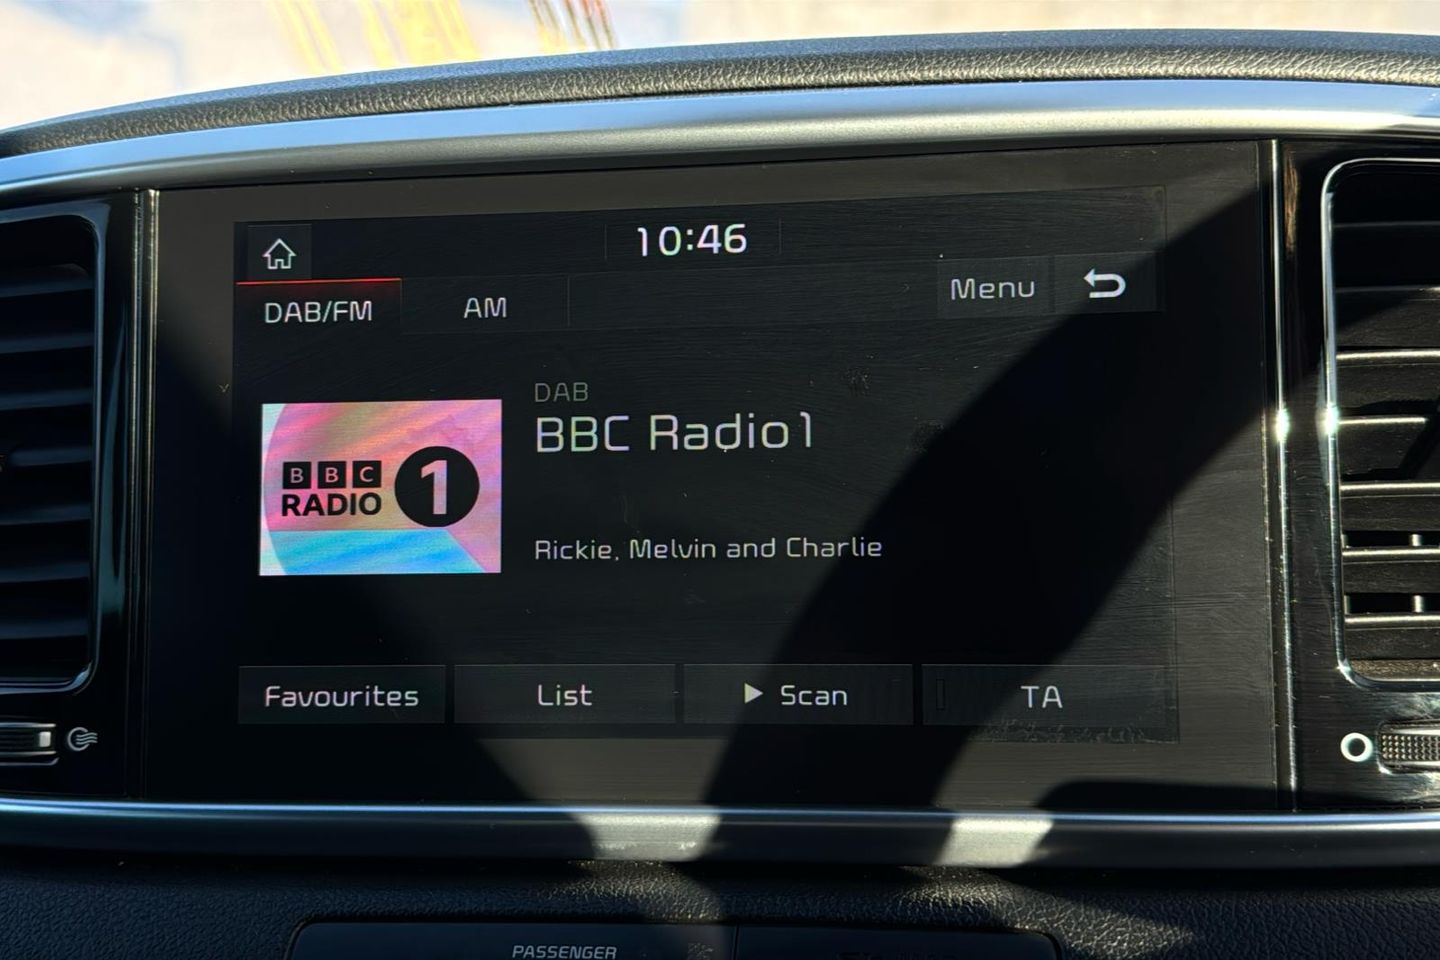 10:46
DAB/FM
AM
Menu
DAB
BBC Radio1
BBC
RADIO
1
Rickie, Melvin and Charlie
Favourites
List
Scan
TA
PASSENGER